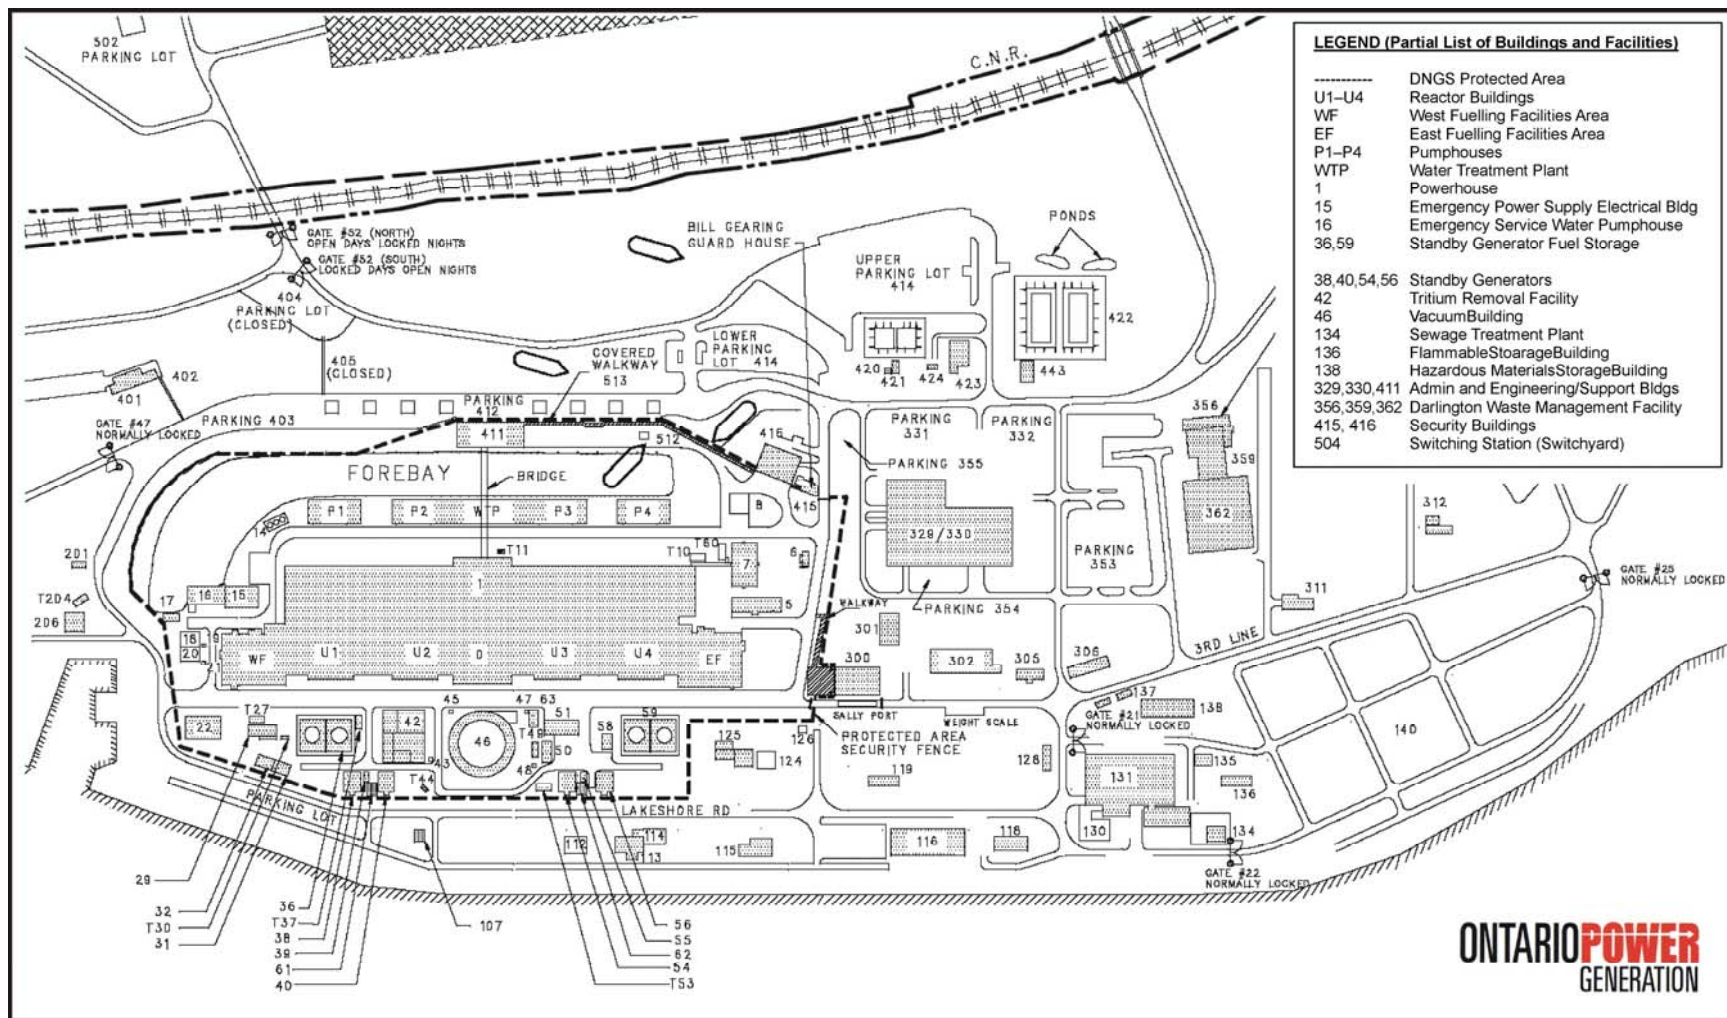 502
PARKING LOT
C.N.R.
LEGEND (Partial List of Buildings and Facilities)
----------- DNGS Protected Area
U1–U4 Reactor Buildings
WF West Fuelling Facilities Area
EF East Fuelling Facilities Area
P1–P4 Pumphouses
WTP Water Treatment Plant
1 Powerhouse
15 Emergency Power Supply Electrical Bldg
16 Emergency Service Water Pumphouse
36,59 Standby Generator Fuel Storage
38,40,54,56 Standby Generators
42 Tritium Removal Facility
46 VacuumBuilding
134 Sewage Treatment Plant
136 FlammableStoarageBuilding
138 Hazardous MaterialsStorageBuilding
329,330,411 Admin and Engineering/Support Bldgs
356,359,362 Darlington Waste Management Facility
415, 416 Security Buildings
504 Switching Station (Switchyard)
GATE #52 (NORTH)
OPEN DAYS LOCKED NIGHTS
GATE #52 (SOUTH)
LOCKED DAYS OPEN NIGHTS
404
PARKING LOT
(CLOSED)
BILL GEARING
GUARD HOUSE
PONDS
UPPER
PARKING LOT
414
422
LOWER
PARKING
LOT 414
COVERED
WALKWAY
513
405
(CLOSED)
402
401
420
421
424
423
443
PARKING
412
PARKING 403
GATE #47
NORMALLY LOCKED
411
512
416
PARKING
331
PARKING
332
356
359
362
PARKING 355
FOREBAY
BRIDGE
415
B
P1
P2
WTP
P3
P4
14
312
329/330
PARKING
353
GATE #25
NORMALLY LOCKED
201
T204
206
T11
T10
T60
7
6
5
1
17
16
15
18
19
20
21
WF
U1
U2
0
U3
U4
EF
WALKWAY
PARKING 354
301
300
302
305
306
311
3RD LINE
137
138
GATE #21
NORMALLY LOCKED
140
SALLY PORT
WEIGHT SCALE
PROTECTED AREA
SECURITY FENCE
22
T27
42
43
T44
45
46
47
63
T49
51
50
48
58
59
125
126
124
119
128
131
135
136
130
134
GATE #22
NORMALLY LOCKED
PARKING LOT
LAKESHORE RD
112
114
113
115
116
118
29
32
T30
31
36
T37
38
39
61
40
107
56
55
62
54
T53
ONTARIOPOWER
GENERATION